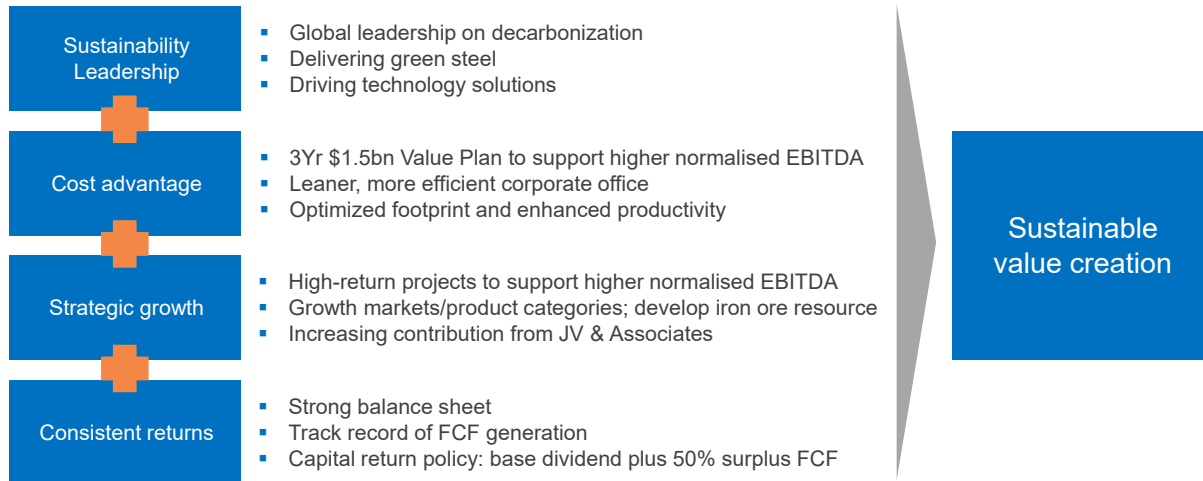 Sustainability
Leadership
▪ Global leadership on decarbonization
▪ Delivering green steel
▪ Driving technology solutions
Cost advantage
▪ 3Yr $1.5bn Value Plan to support higher normalised EBITDA
▪ Leaner, more efficient corporate office
▪ Optimized footprint and enhanced productivity
Strategic growth
▪ High-return projects to support higher normalised EBITDA
▪ Growth markets/product categories; develop iron ore resource
▪ Increasing contribution from JV & Associates
Consistent returns
▪ Strong balance sheet
▪ Track record of FCF generation
▪ Capital return policy: base dividend plus 50% surplus FCF
Sustainable
value creation